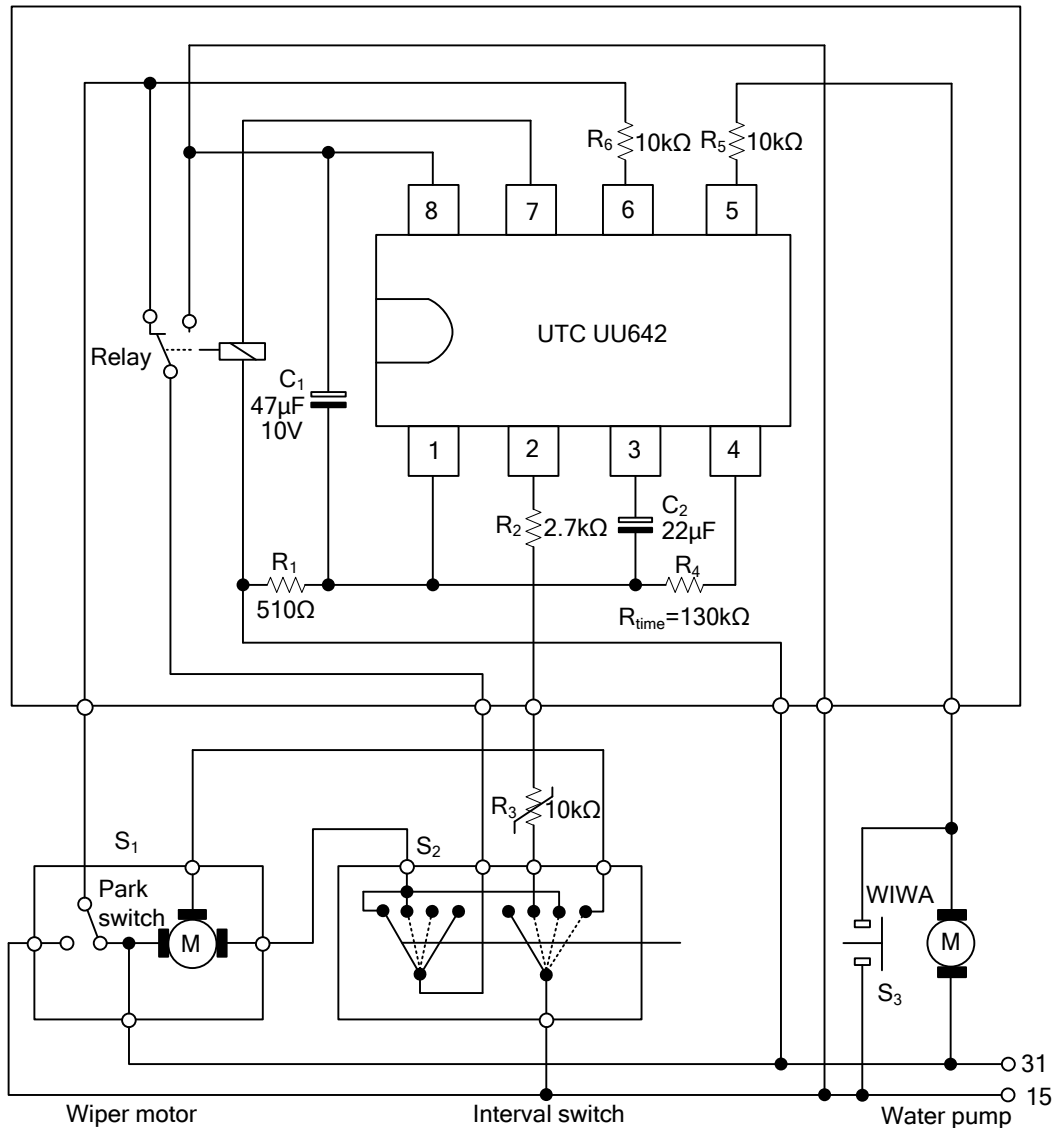 R6 10kΩ R5 10kΩ
8 7 6 5
UTC UU642
Relay
C1
47µF
10V
1 2 3 4
R2 2.7kΩ
C2
22µF
R1
510Ω
R4
Rtime=130kΩ
R3 10kΩ
S1
S2
Park
switch
M
WIWA
M
S3
31
15
Wiper motor Interval switch Water pump